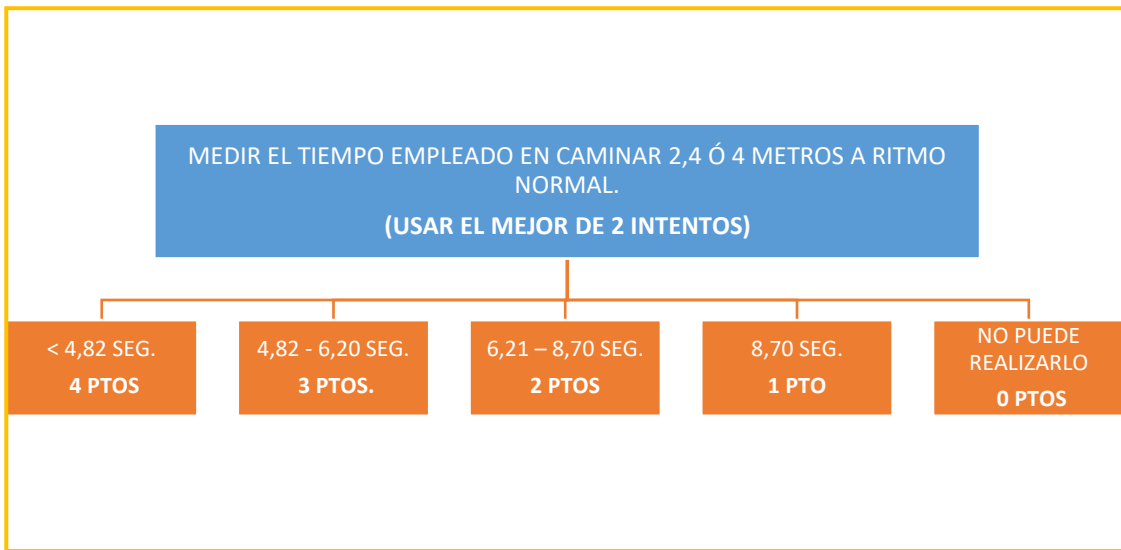 MEDIR EL TIEMPO EMPLEADO EN CAMINAR 2,4 Ó 4 METROS A RITMO
NORMAL.
(USAR EL MEJOR DE 2 INTENTOS)
< 4,82 SEG.
4 PTOS
4,82 - 6,20 SEG.
3 PTOS.
6,21 – 8,70 SEG.
2 PTOS
8,70 SEG.
1 PTO
NO PUEDE
REALIZARLO
0 PTOS